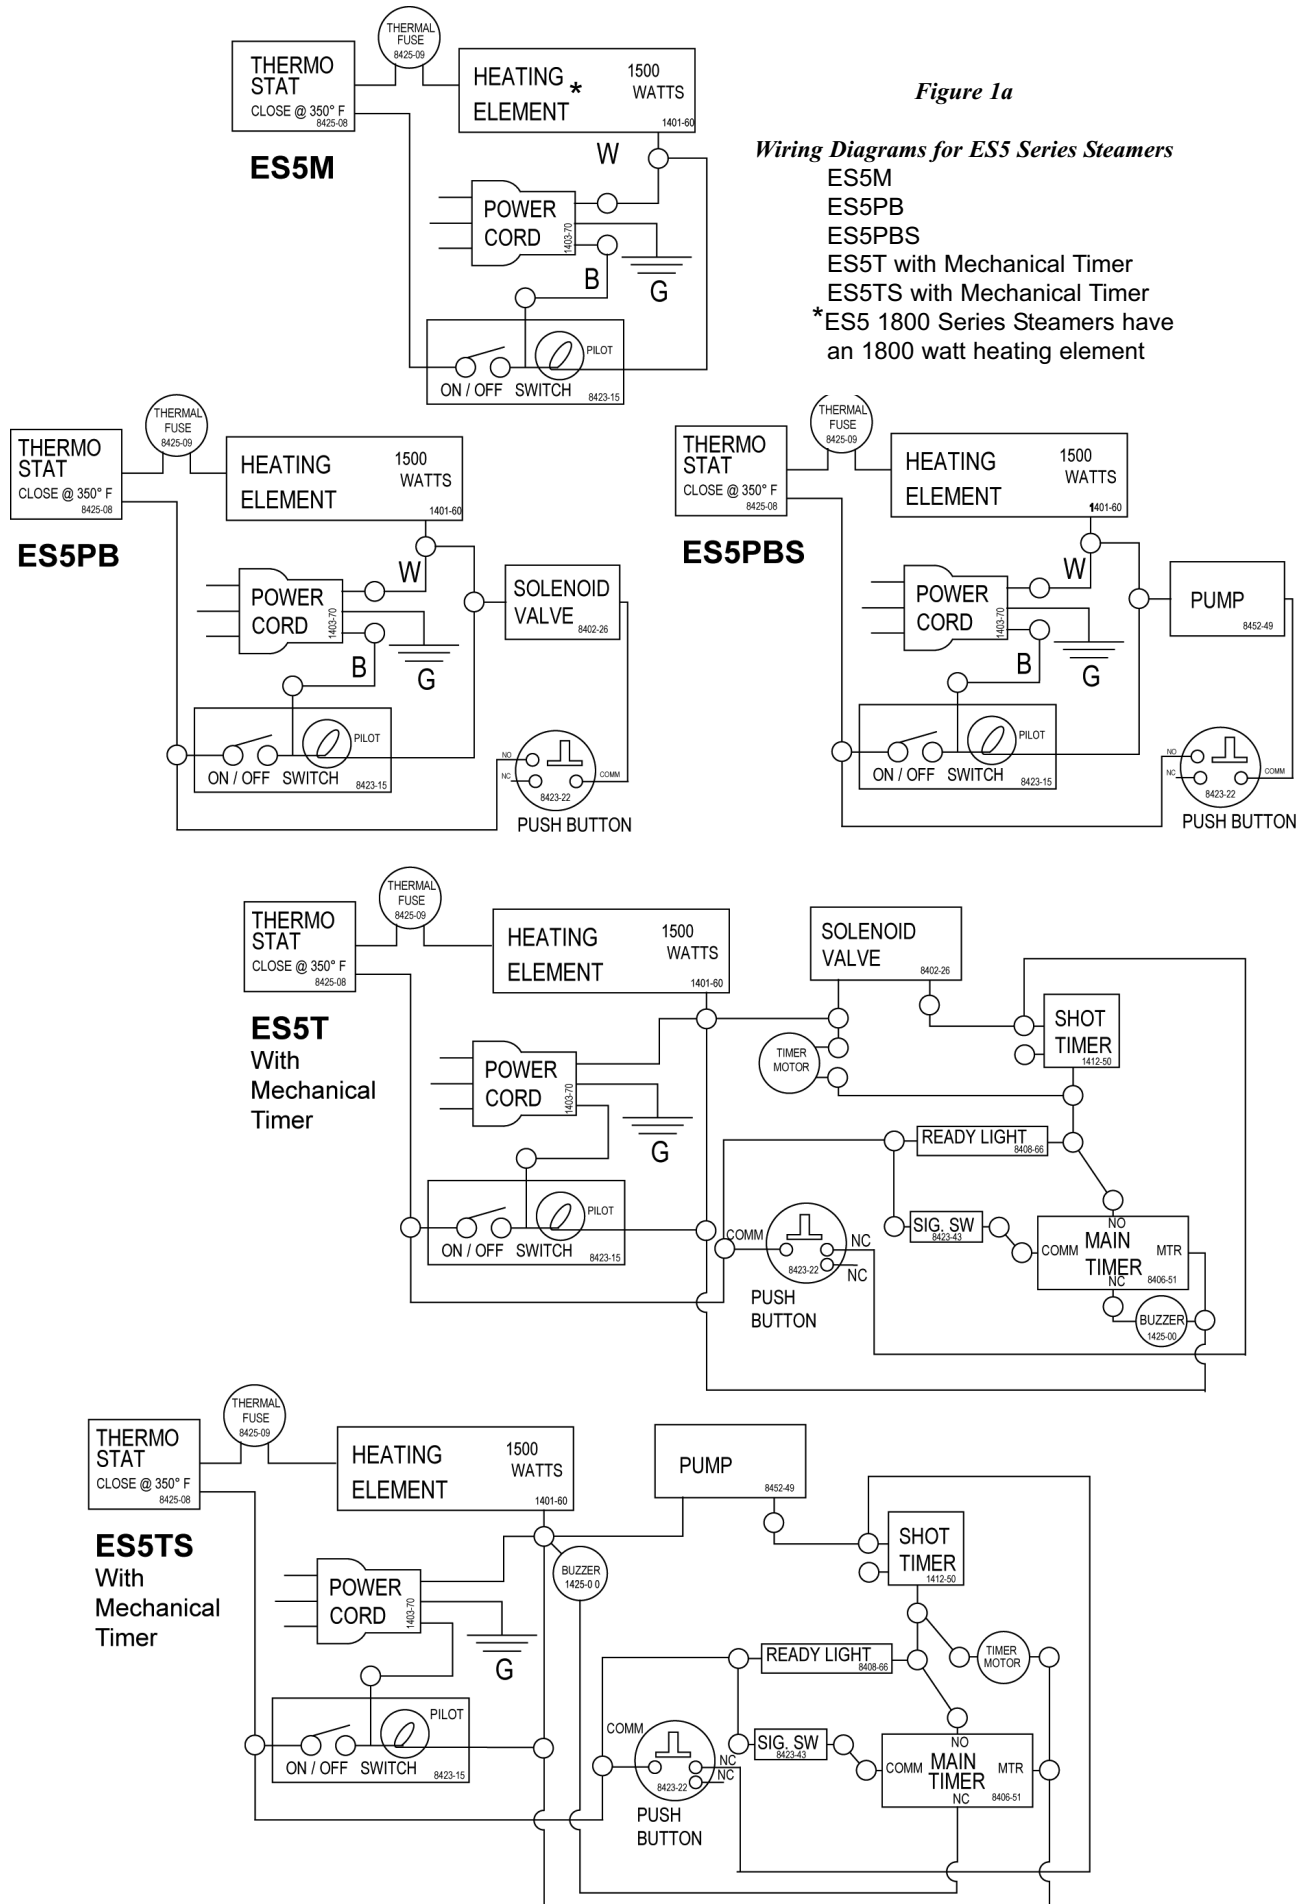 THERMAL
FUSE
8425-09
THERMO
STAT
CLOSE @ 350° F
8425-08
HEATING *
ELEMENT
1500
WATTS
1401-60
ES5M
W
POWER
CORD
1403-70
B
G
PILOT
ON / OFF SWITCH
8423-15
Figure 1a
Wiring Diagrams for ES5 Series Steamers
ES5M
ES5PB
ES5PBS
ES5T with Mechanical Timer
ES5TS with Mechanical Timer
*ES5 1800 Series Steamers have
an 1800 watt heating element
THERMAL
FUSE
8425-09
THERMO
STAT
CLOSE @ 350° F
8425-08
HEATING
ELEMENT
1500
WATTS
1401-60
ES5PB
W
POWER
CORD
1403-70
SOLENOID
VALVE
8402-26
B
G
PILOT
ON / OFF SWITCH
8423-15
NO
NC
COMM
8423-22
PUSH BUTTON
THERMAL
FUSE
8425-09
THERMO
STAT
CLOSE @ 350° F
8425-08
HEATING
ELEMENT
1500
WATTS
1401-60
ES5PBS
W
POWER
CORD
1403-70
PUMP
8452-49
B
G
PILOT
ON / OFF SWITCH
8423-15
NO
NC
COMM
8423-22
PUSH BUTTON
THERMAL
FUSE
8425-09
THERMO
STAT
CLOSE @ 350° F
8425-08
HEATING
ELEMENT
1500
WATTS
1401-60
SOLENOID
VALVE
8402-26
ES5T
With
Mechanical
Timer
POWER
CORD
1403-70
G
TIMER
MOTOR
SHOT
TIMER
1412-50
READY LIGHT
8408-66
PILOT
ON / OFF SWITCH
8423-15
COMM
NC
NC
8423-22
PUSH
BUTTON
SIG. SW
8423-43
NO
COMM
MAIN
TIMER
MTR
NC
8406-51
BUZZER
1425-00
THERMAL
FUSE
8425-09
THERMO
STAT
CLOSE @ 350° F
8425-08
HEATING
ELEMENT
1500
WATTS
1401-60
PUMP
8452-49
ES5TS
With
Mechanical
Timer
POWER
CORD
1403-70
G
BUZZER
1425-0 0
SHOT
TIMER
1412-50
READY LIGHT
8408-66
TIMER
MOTOR
PILOT
ON / OFF SWITCH
8423-15
COMM
NC
NC
8423-22
PUSH
BUTTON
SIG. SW
8423-43
NO
COMM
MAIN
TIMER
MTR
NC
8406-51